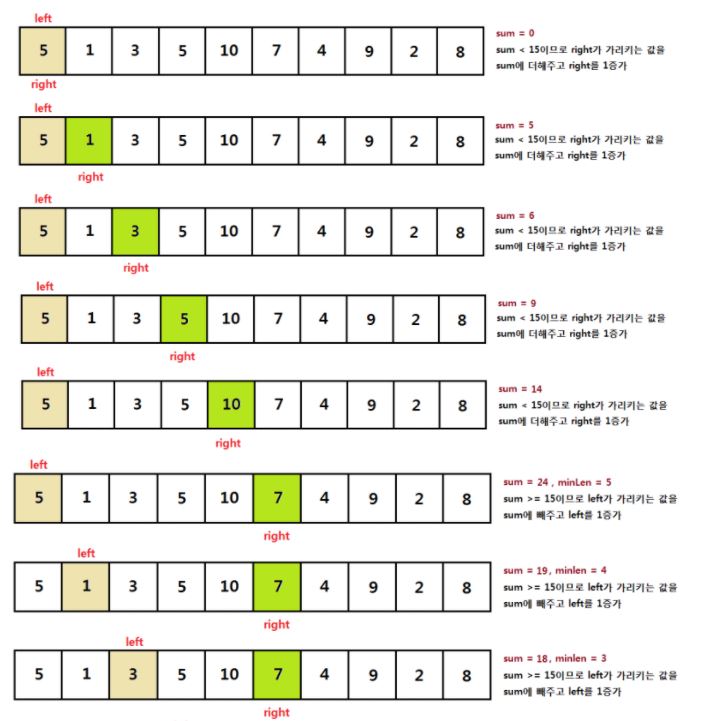 left
sum = 0
5 1 3 5 10 7 4 9 2 8
sum < 15이므로 right가 가리키는 값을
sum에 더해주고 right를 1증가
right
left
sum = 5
5 1 3 5 10 7 4 9 2 8
sum < 15이므로 right가 가리키는 값을
sum에 더해주고 right를 1증가
right
left
sum = 6
5 1 3 5 10 7 4 9 2 8
sum < 15이므로 right가 가리키는 값을
sum에 더해주고 right를 1증가
right
left
sum = 9
5 1 3 5 10 7 4 9 2 8
sum < 15이므로 right가 가리키는 값을
sum에 더해주고 right를 1증가
right
left
sum = 14
5 1 3 5 10 7 4 9 2 8
sum < 15이므로 right가 가리키는 값을
sum에 더해주고 right를 1증가
right
left
sum = 24 , minLen = 5
5 1 3 5 10 7 4 9 2 8
sum >= 15이므로 left가 가리키는 값을
sum에 빼주고 left를 1증가
right
left
sum = 19, minlen = 4
5 1 3 5 10 7 4 9 2 8
sum >= 15이므로 left가 가리키는 값을
sum에 빼주고 left를 1증가
right
left
sum = 18, minlen = 3
5 1 3 5 10 7 4 9 2 8
sum >= 15이므로 left가 가리키는 값을
sum에 빼주고 left를 1증가
right